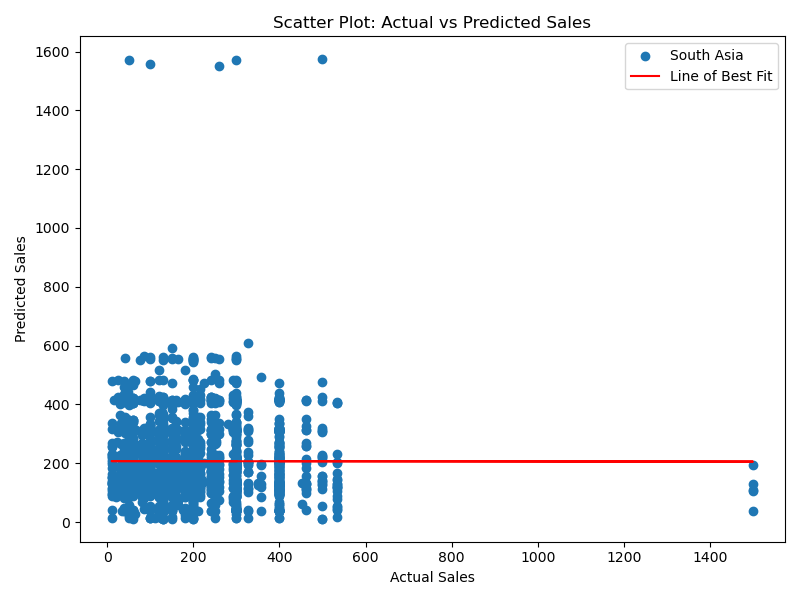 Scatter Plot: Actual vs Predicted Sales
South Asia
Line of Best Fit
Predicted Sales
1600
1400
1200
1000
800
600
400
200
0
0 200 400 600 800 1000 1200 1400
Actual Sales